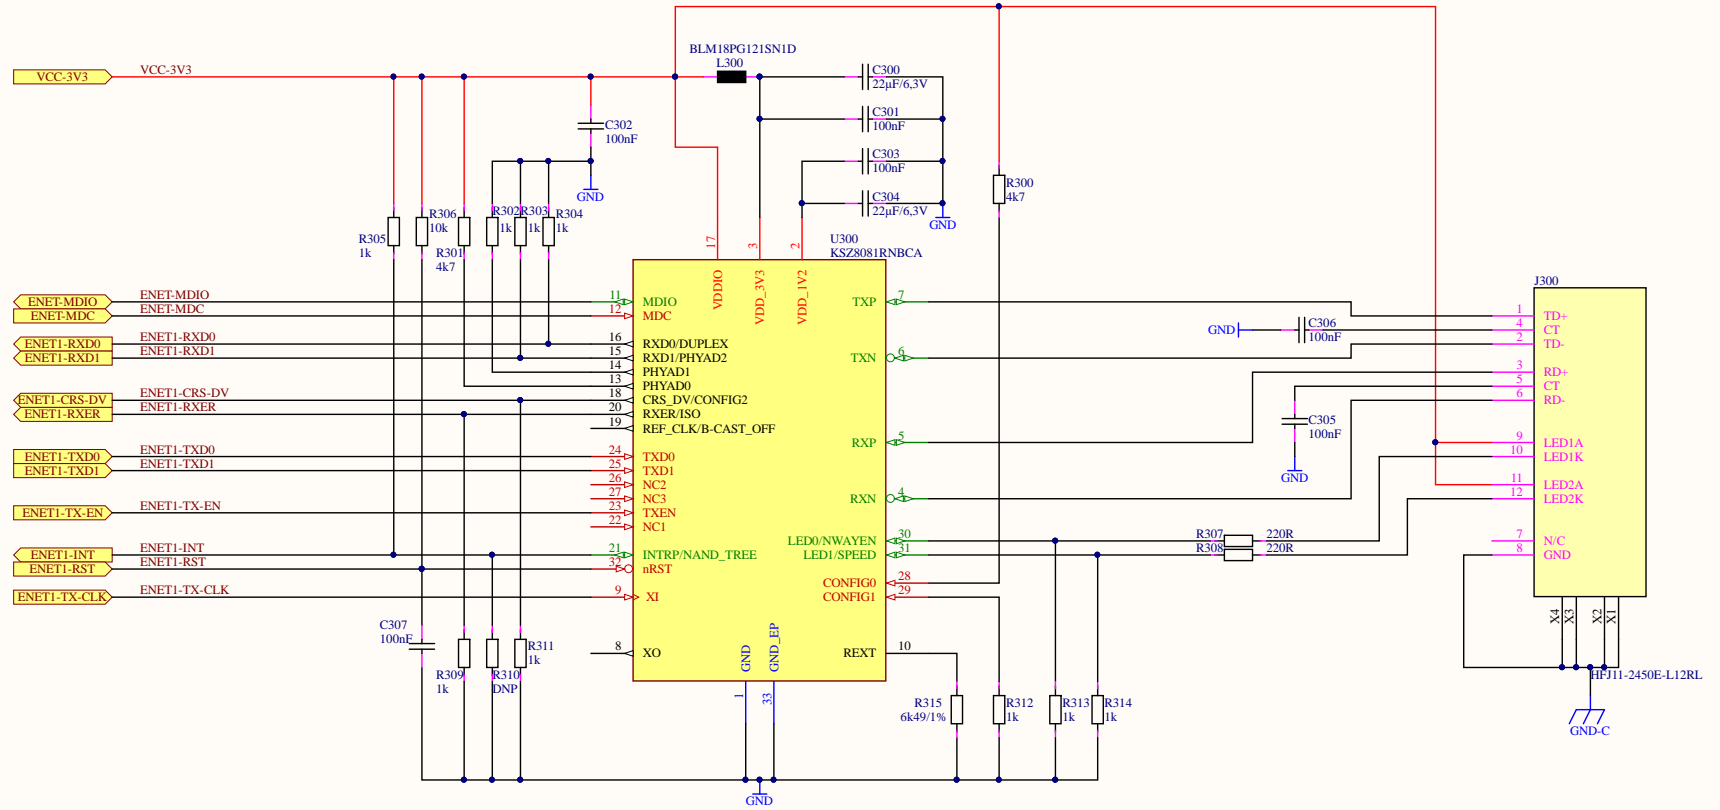 BLM18PG121SN1D
L300
VCC-3V3
VCC-3V3
C300
22µF/6,3V
C301
100nF
C302
100nF
C303
100nF
C304
22µF/6,3V
GND
GND
R300
4k7
R305
1k
R306
10k
R301
4k7
R302
1k
R303
1k
R304
1k
U300
KSZ8081RNBCA
17
3
2
VDDIO
VDD_3V3
VDD_1V2
ENET-MDIO
ENET-MDIO
11
MDIO
ENET-MDC
ENET-MDC
12
MDC
ENET1-RXD0
ENET1-RXD0
16
RXD0/DUPLEX
ENET1-RXD1
ENET1-RXD1
15
RXD1/PHYAD2
14
PHYAD1
13
PHYAD0
ENET1-CRS-DV
ENET1-CRS-DV
18
CRS_DV/CONFIG2
ENET1-RXER
ENET1-RXER
20
RXER/ISO
19
REF_CLK/B-CAST_OFF
ENET1-TXD0
ENET1-TXD0
24
TXD0
ENET1-TXD1
ENET1-TXD1
25
TXD1
26
NC2
27
NC3
ENET1-TX-EN
ENET1-TX-EN
23
TXEN
22
NC1
ENET1-INT
ENET1-INT
21
INTRP/NAND_TREE
ENET1-RST
ENET1-RST
32
nRST
ENET1-TX-CLK
ENET1-TX-CLK
9
XI
8
XO
TXP
7
TXN
6
RXP
5
RXN
4
LED0/NWAYEN
30
LED1/SPEED
31
CONFIG0
28
CONFIG1
29
REXT
10
GND
GND_EP
1
33
C307
100nF
R309
1k
R310
DNP
R311
1k
R315
6k49/1%
R312
1k
R313
1k
R314
1k
GND
R307
220R
R308
220R
GND
C306
100nF
C305
100nF
GND
J300
1
TD+
4
CT
2
TD-
3
RD+
5
CT
6
RD-
9
LED1A
10
LED1K
11
LED2A
12
LED2K
7
N/C
8
GND
X4
X3
X2
X1
HFJ11-2450E-L12RL
GND-C